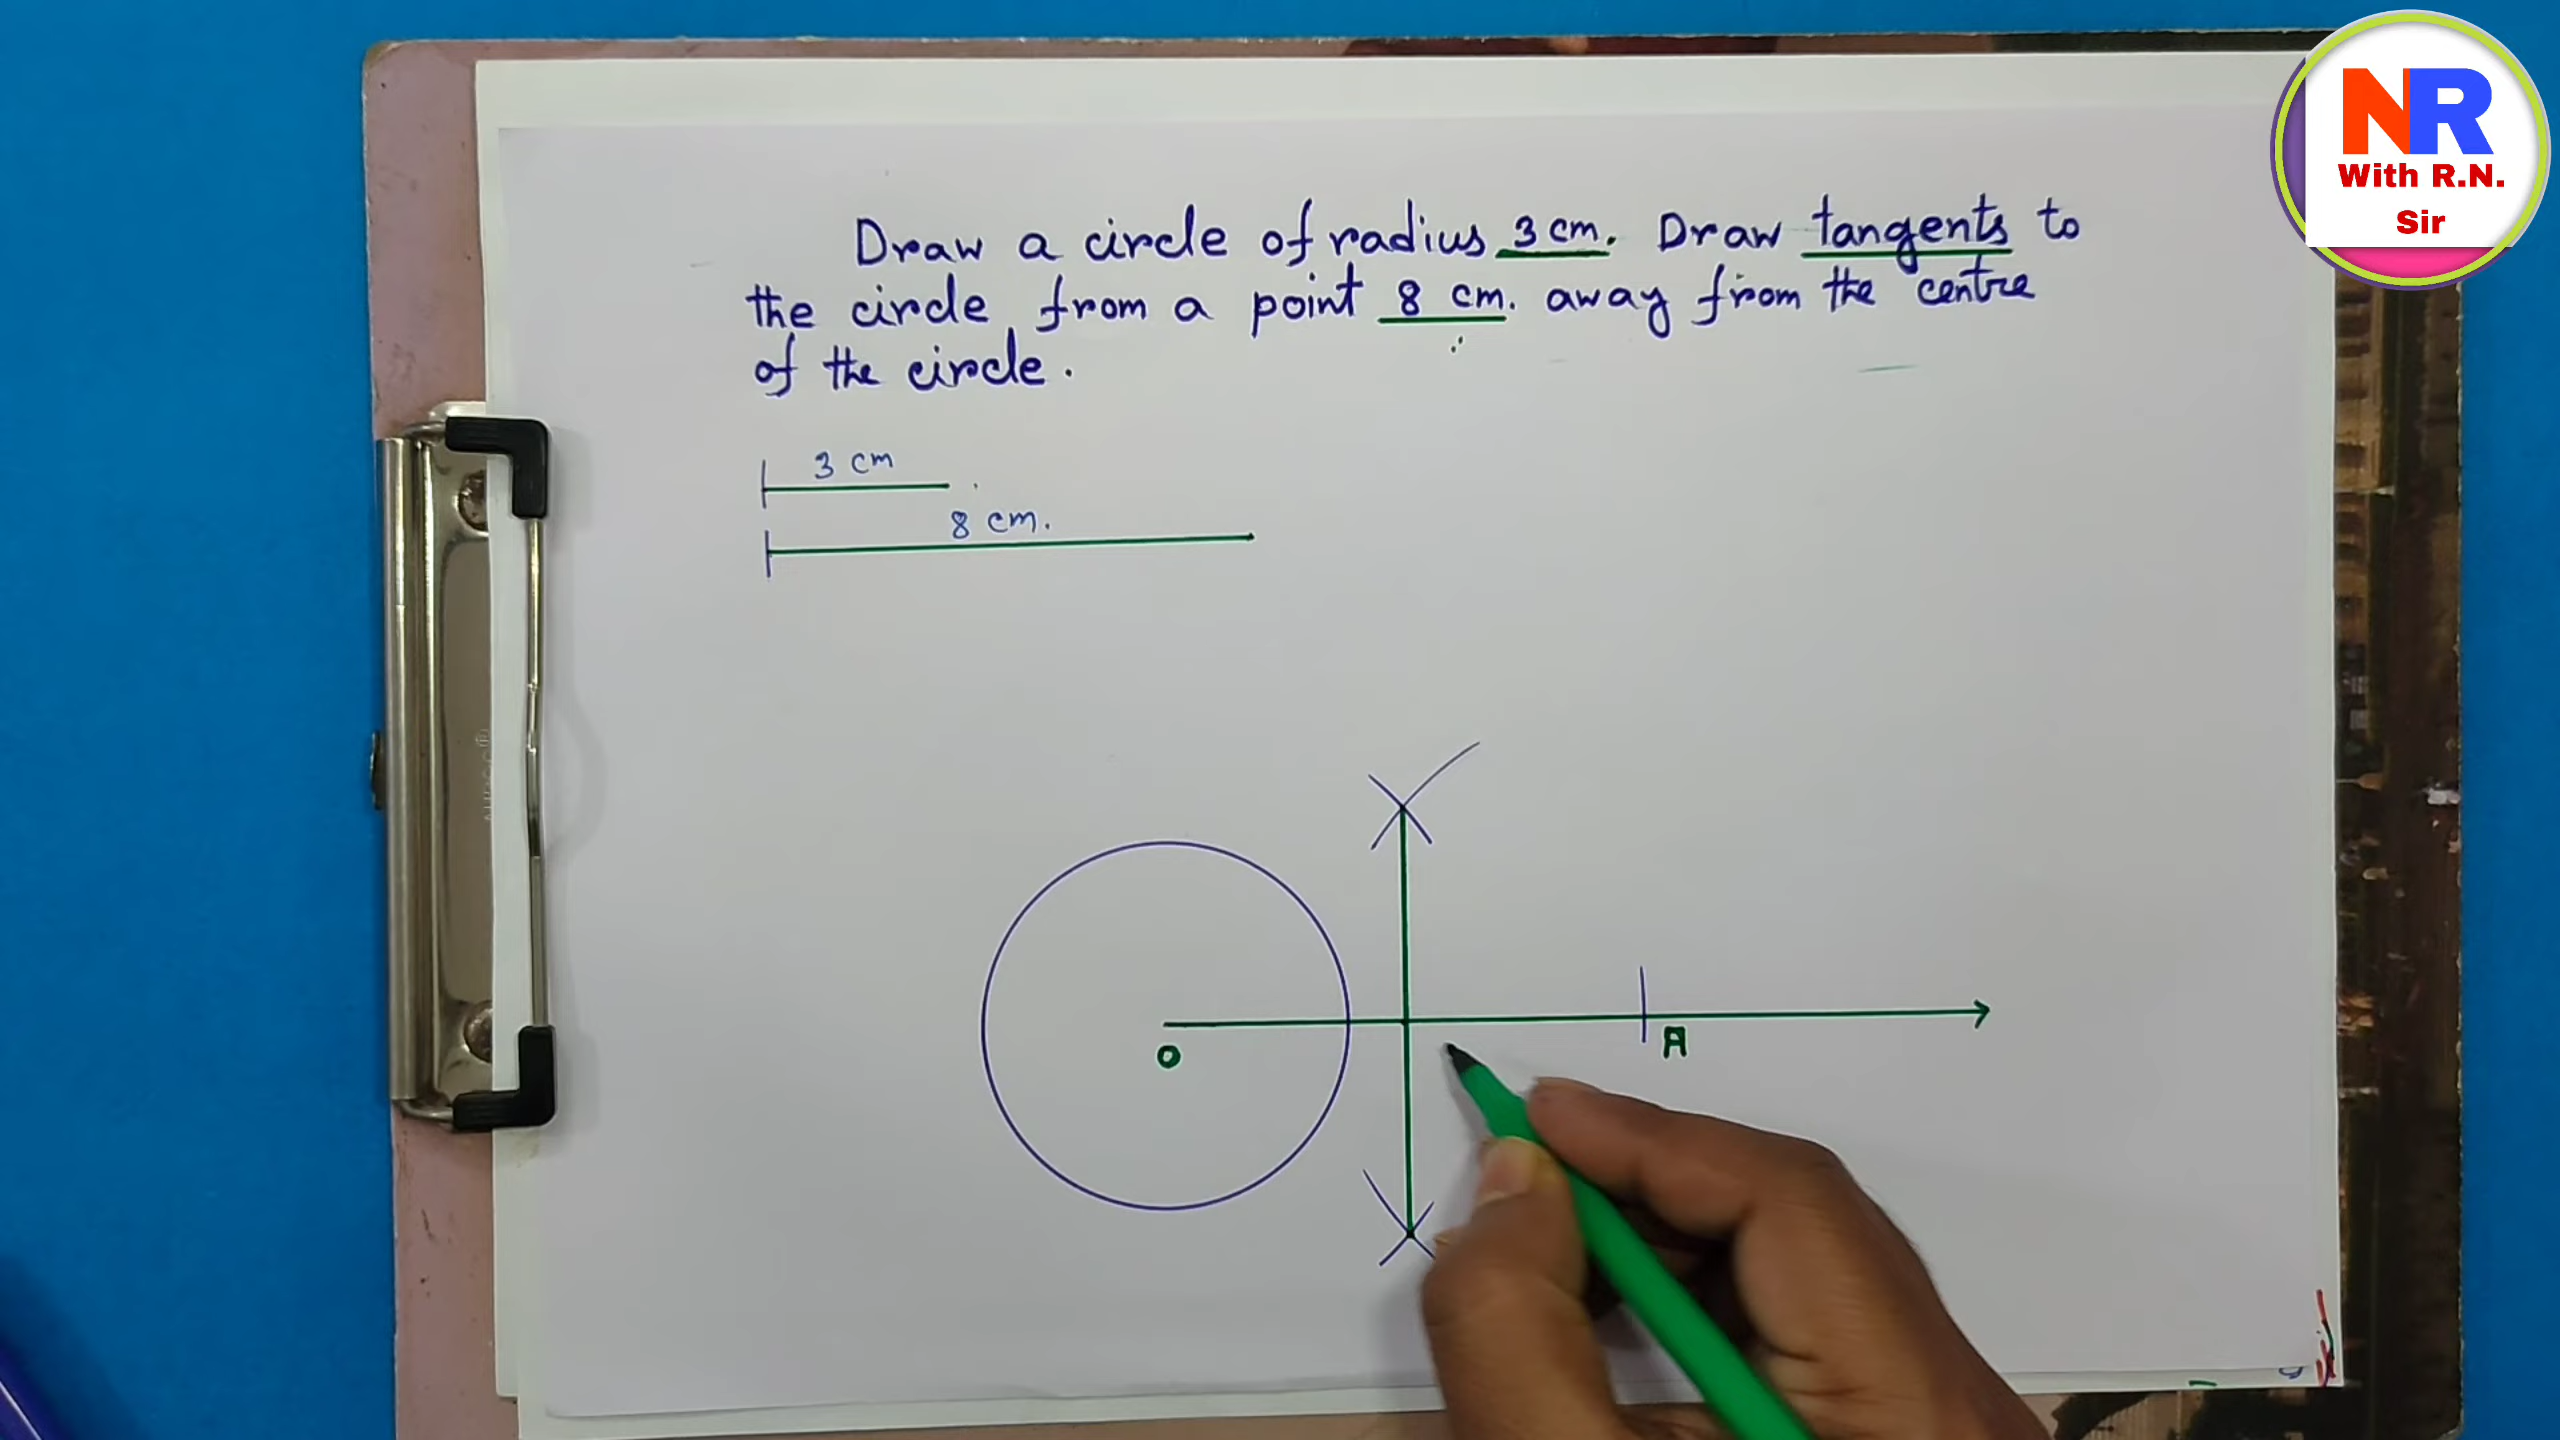 NR
With R.N.
Sir
Draw a circle of radius 3 cm. Draw tangents to
the circle from a point 8 cm. away from the centre
of the circle.
3 cm
8 cm.
O
A